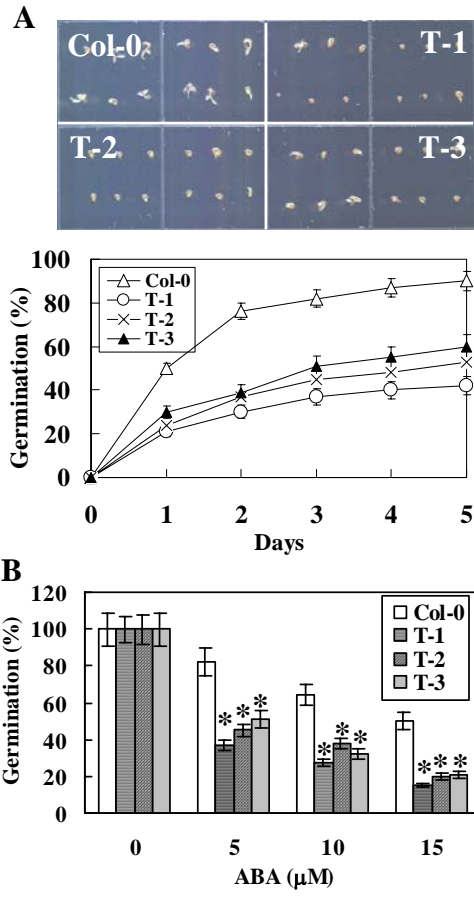 A
Col-0 T-1
T-2 T-3
Germination (%)
100
80
60
40
20
0
Col-0
T-1
T-2
T-3
0 1 2 3 4 5
Days
B
Germination (%)
120
100
80
60
40
20
0
Col-0
T-1
T-2
T-3
* * *
* * *
* * *
0 5 10 15
ABA (µM)